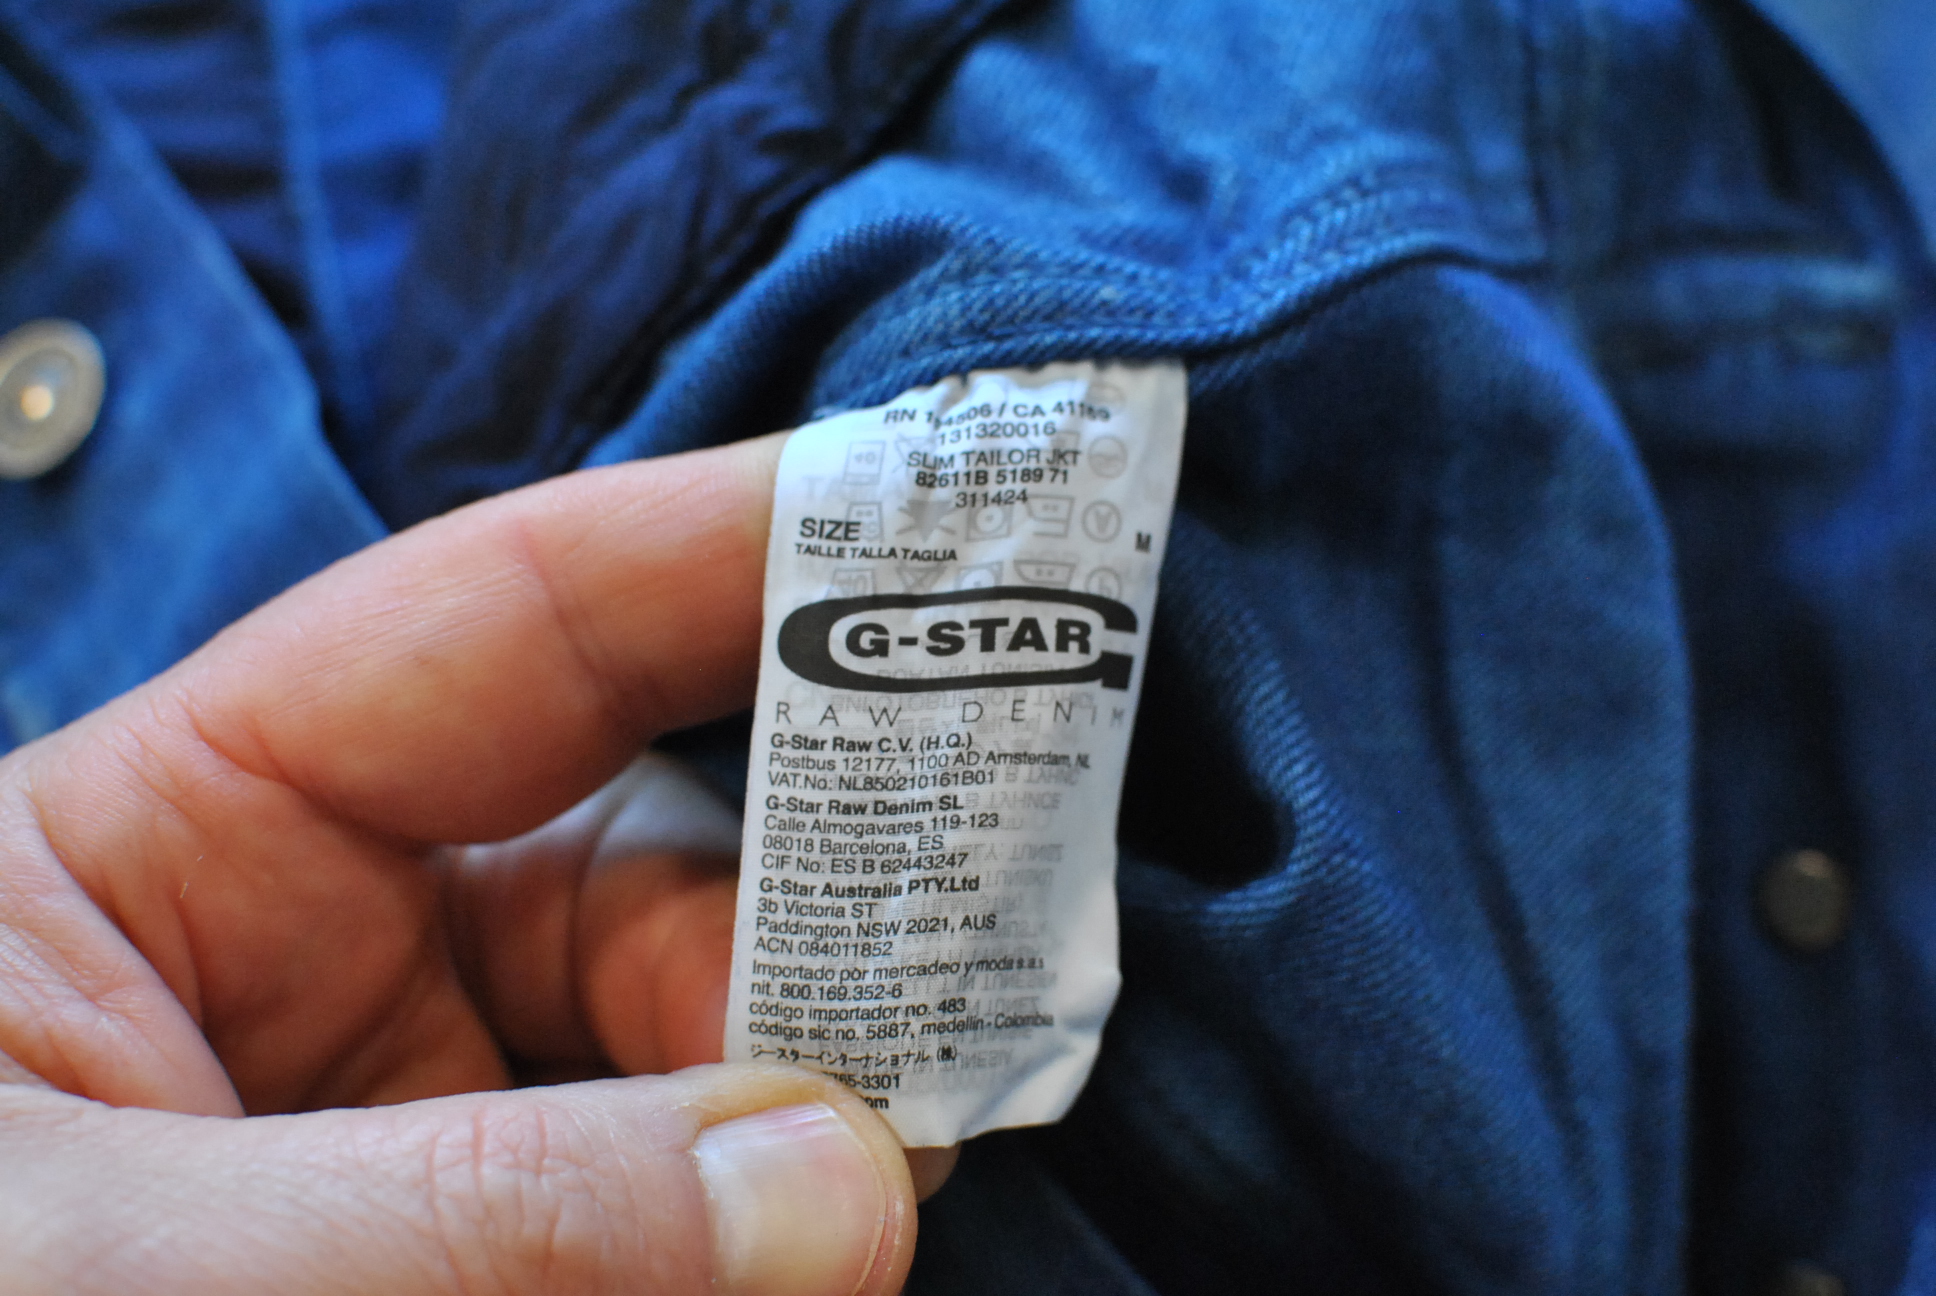 CA 41159
131320016
SLIM TAILOR JKT
82611B 5189 71
311424
SIZE M
TAILLE TALLA TAGLIA
G-STAR
RAW DENIM
G-Star Raw C.V. (H.Q.)
Postbus 12177, 1100 AD Amsterdam, NL
VAT.No: NL850210161B01
G-Star Raw Denim SL
Calle Almogavares 119-123
08018 Barcelona, ES
CIF No: ES B 62443247
G-Star Australia PTY.Ltd
3b Victoria ST
Paddington NSW 2021, AUS
ACN 084011852
Importado por mercadeo y moda s.a.s
nit. 800.169.352-6
código importador no. 483
código sic no. 5887, medellin - Colombia
ジースターインターナショナル (株)
765-3301